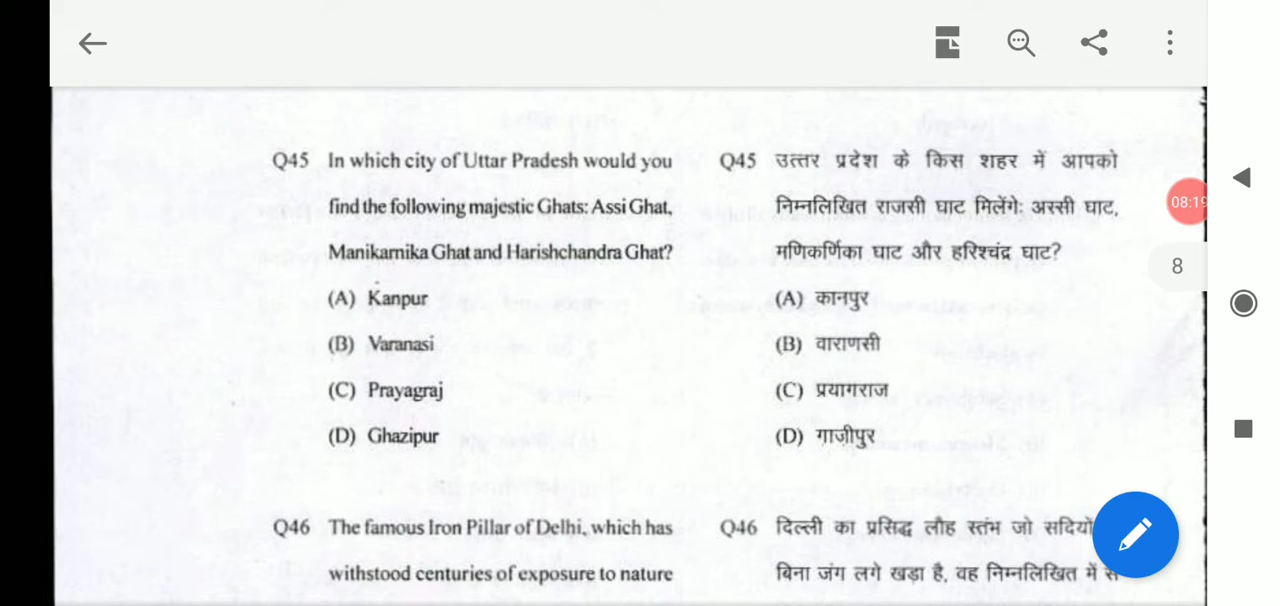 08:19
8
Q45 In which city of Uttar Pradesh would you
find the following majestic Ghats: Assi Ghat,
Manikarnika Ghat and Harishchandra Ghat?
(A) Kanpur
(B) Varanasi
(C) Prayagraj
(D) Ghazipur
Q46 The famous Iron Pillar of Delhi, which has
withstood centuries of exposure to nature
Q45 उत्तर प्रदेश के किस शहर में आपको
निम्नलिखित राजसी घाट मिलेंगे: अस्सी घाट,
मणिकर्णिका घाट और हरिश्चंद्र घाट?
(A) कानपुर
(B) वाराणसी
(C) प्रयागराज
(D) गाजीपुर
Q46 दिल्ली का प्रसिद्ध लौह स्तंभ जो सदियों
बिना जंग लगे खड़ा है, वह निम्नलिखित में से